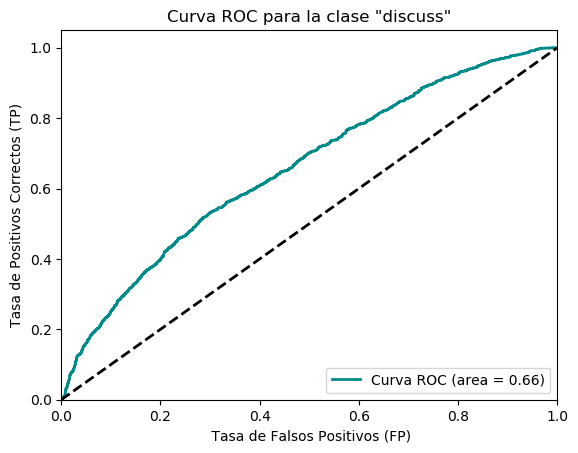 Curva ROC para la clase "discuss"
Tasa de Positivos Correctos (TP)
1.0
0.8
0.6
0.4
0.2
0.0
0.0 0.2 0.4 0.6 0.8 1.0
Curva ROC (area = 0.66)
Tasa de Falsos Positivos (FP)